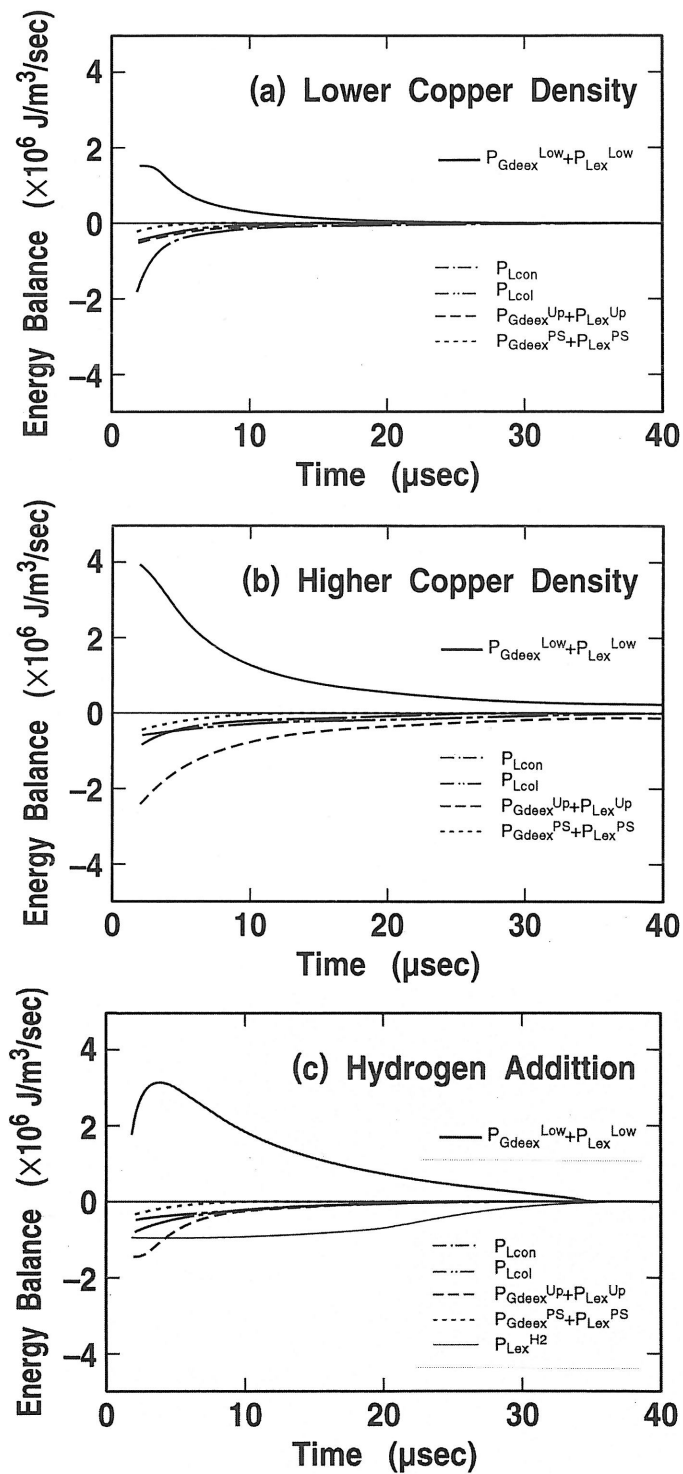 Energy Balance (×10⁶ J/m³/sec)
4
2
0
−2
−4
(a) Lower Copper Density
P_Gdeex^Low+P_Lex^Low
P_Lcon
P_Lcol
P_Gdeex^Up+P_Lex^Up
P_Gdeex^PS+P_Lex^PS
0 10 20 30 40
Time (μsec)
Energy Balance (×10⁶ J/m³/sec)
4
2
0
−2
−4
(b) Higher Copper Density
P_Gdeex^Low+P_Lex^Low
P_Lcon
P_Lcol
P_Gdeex^Up+P_Lex^Up
P_Gdeex^PS+P_Lex^PS
0 10 20 30 40
Time (μsec)
Energy Balance (×10⁶ J/m³/sec)
4
2
0
−2
−4
(c) Hydrogen Addittion
P_Gdeex^Low+P_Lex^Low
P_Lcon
P_Lcol
P_Gdeex^Up+P_Lex^Up
P_Gdeex^PS+P_Lex^PS
P_Lex^H2
0 10 20 30 40
Time (μsec)